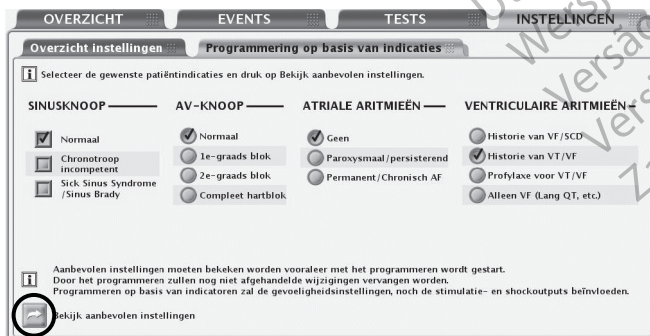 OVERZICHT EVENTS TESTS INSTELLINGEN
Overzicht instellingen Programmering op basis van indicaties
i Selecteer de gewenste patiëntindicaties en druk op Bekijk aanbevolen instellingen.
SINUSKNOOP AV-KNOOP ATRIALE ARITMIEËN VENTRICULAIRE ARITMIEËN
Normaal Normaal Geen Historie van VF/SCD
Chronotroop
incompetent
1e-graads blok Paroxysmaal/persisterend Historie van VT/VF
Sick Sinus Syndrome
/Sinus Brady
2e-graads blok Permanent/Chronisch AF Profylaxe voor VT/VF
Compleet hartblok Alleen VF (Lang QT, etc.)
Aanbevolen instellingen moeten bekeken worden vooraleer met het programmeren wordt gestart.
i Door het programmeren zullen nog niet afgehandelde wijzigingen vervangen worden.
Programmeren op basis van indicatoren zal de gevoeligheidsinstellingen, noch de stimulatie- en shockoutputs beïnvloeden.
Bekijk aanbevolen instellingen
Versão